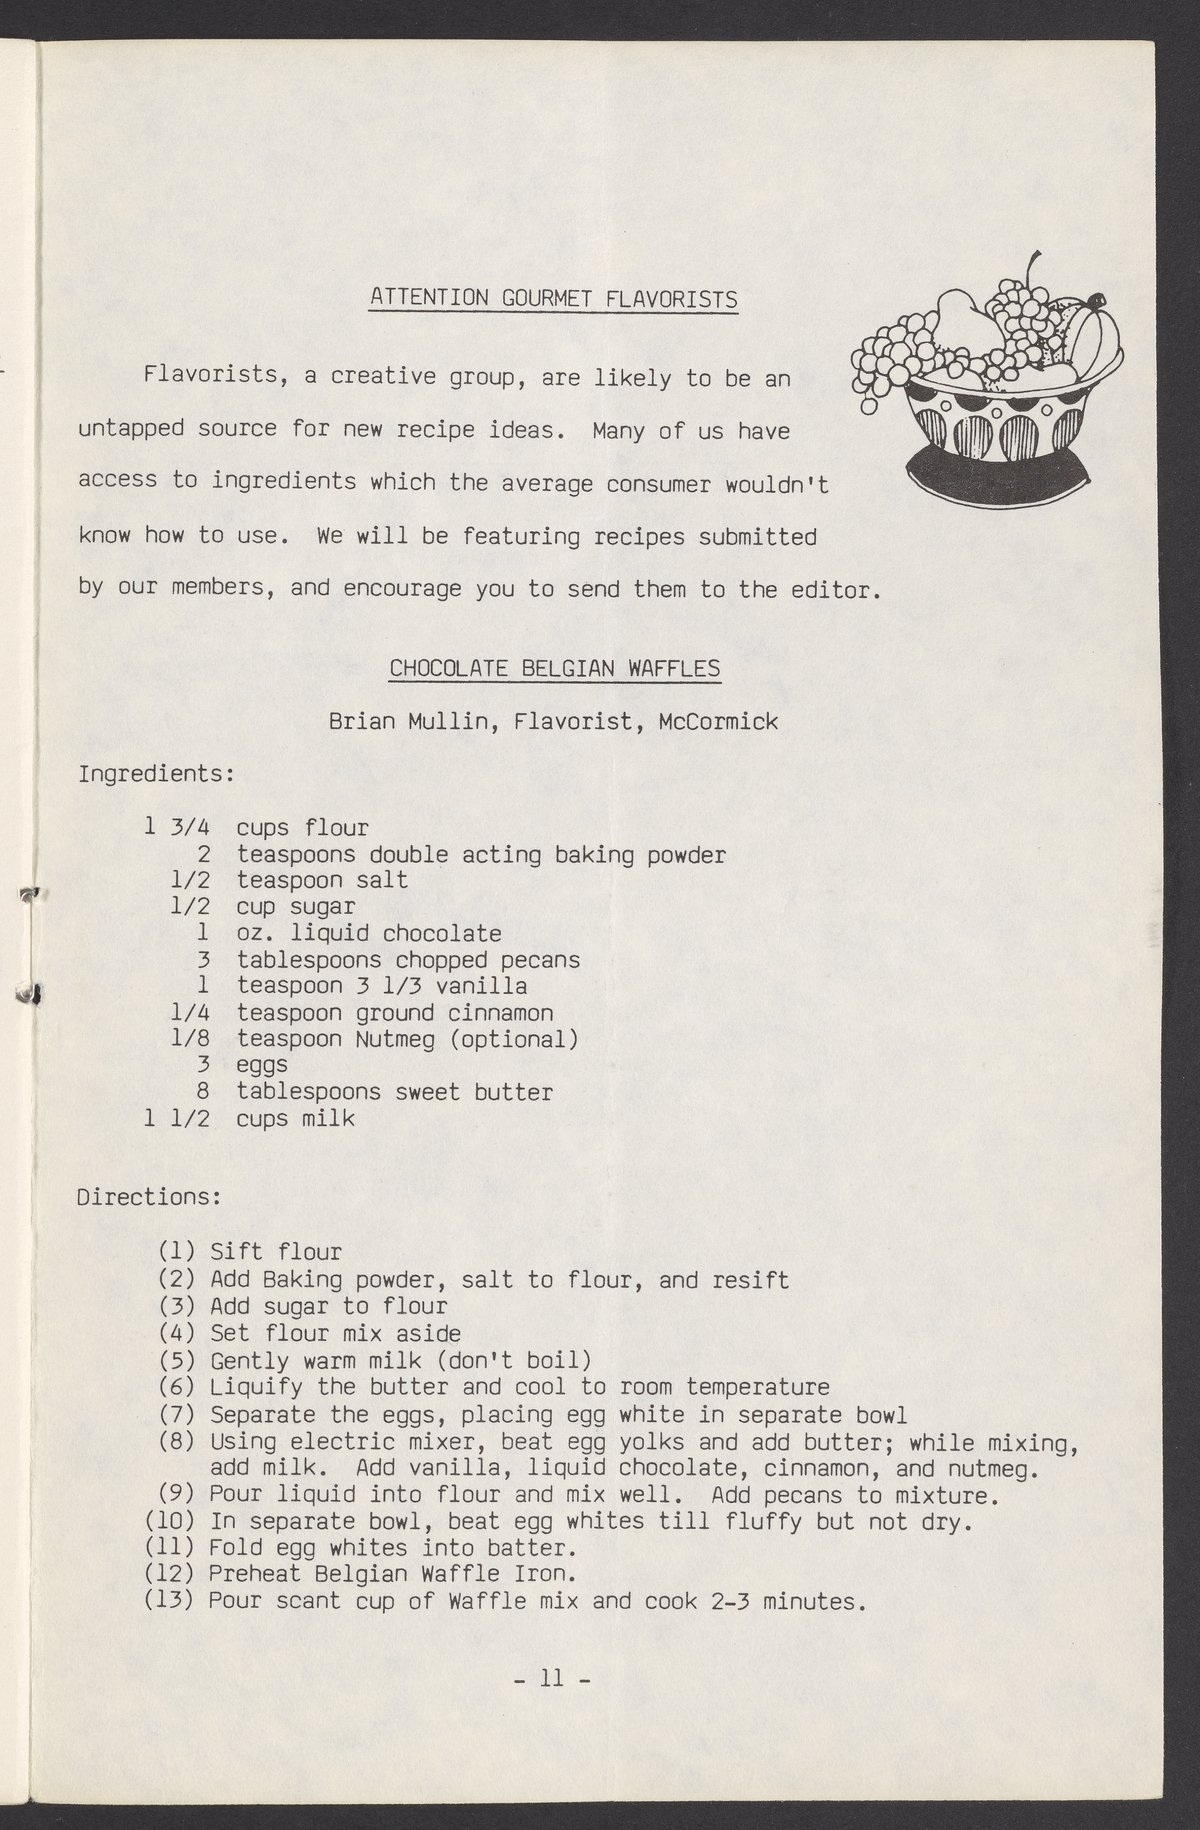 ATTENTION GOURMET FLAVORISTS
Flavorists, a creative group, are likely to be an
untapped source for new recipe ideas. Many of us have
access to ingredients which the average consumer wouldn't
know how to use. We will be featuring recipes submitted
by our members, and encourage you to send them to the editor.
CHOCOLATE BELGIAN WAFFLES
Brian Mullin, Flavorist, McCormick
Ingredients:
1 3/4 cups flour
2 teaspoons double acting baking powder
1/2 teaspoon salt
1/2 cup sugar
1 oz. liquid chocolate
3 tablespoons chopped pecans
1 teaspoon 3 1/3 vanilla
1/4 teaspoon ground cinnamon
1/8 teaspoon Nutmeg (optional)
3 eggs
8 tablespoons sweet butter
1 1/2 cups milk
Directions:
(1) Sift flour
(2) Add Baking powder, salt to flour, and resift
(3) Add sugar to flour
(4) Set flour mix aside
(5) Gently warm milk (don't boil)
(6) Liquify the butter and cool to room temperature
(7) Separate the eggs, placing egg white in separate bowl
(8) Using electric mixer, beat egg yolks and add butter; while mixing,
add milk. Add vanilla, liquid chocolate, cinnamon, and nutmeg.
(9) Pour liquid into flour and mix well. Add pecans to mixture.
(10) In separate bowl, beat egg whites till fluffy but not dry.
(11) Fold egg whites into batter.
(12) Preheat Belgian Waffle Iron.
(13) Pour scant cup of Waffle mix and cook 2-3 minutes.
- 11 -